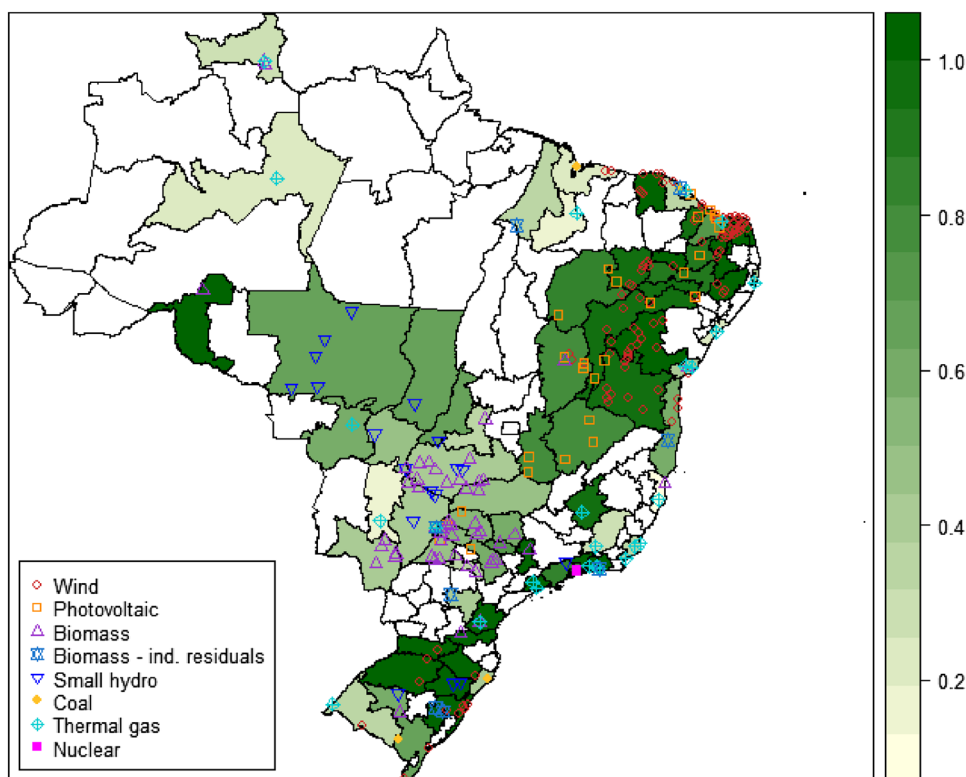 1.0
0.8
0.6
0.4
0.2
Wind
Photovoltaic
Biomass
Biomass - ind. residuals
Small hydro
Coal
Thermal gas
Nuclear